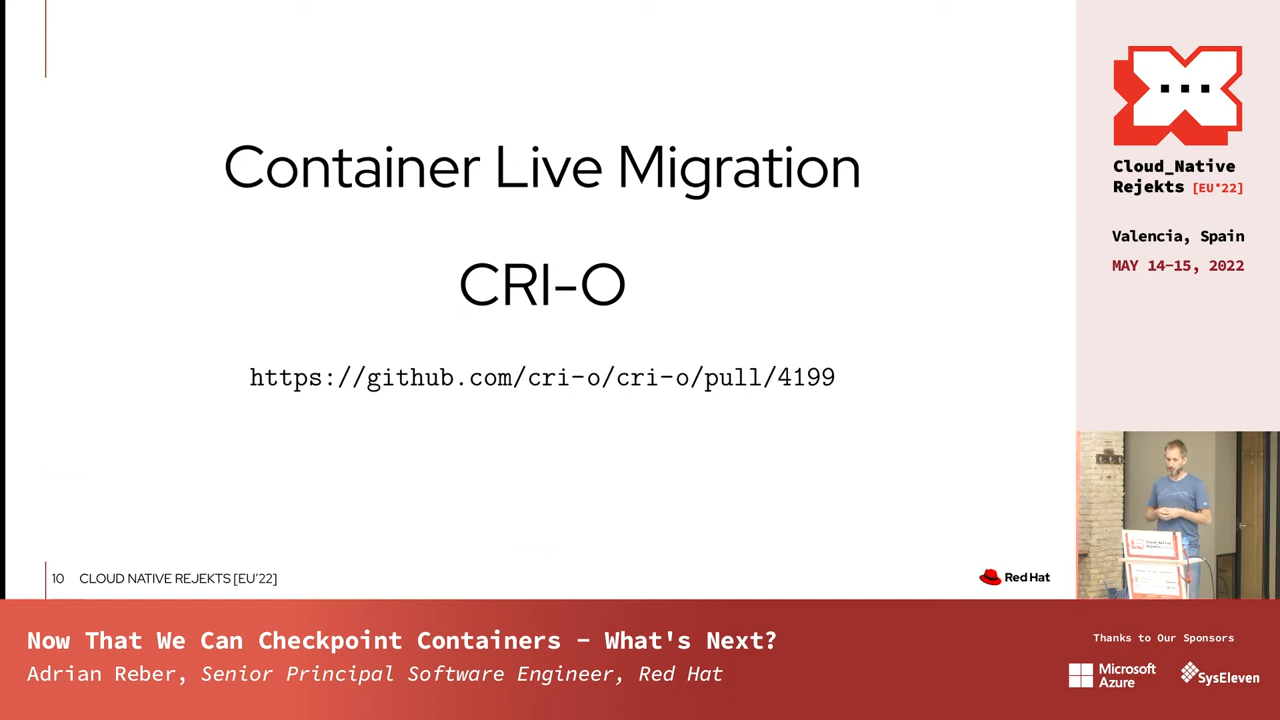 Container Live Migration
CRI-O
https://github.com/cri-o/cri-o/pull/4199
10 CLOUD NATIVE REJEKTS [EU'22]
Red Hat
Cloud_Native
Rejekts [EU*22]
Valencia, Spain
MAY 14-15, 2022
Now That We Can Checkpoint Containers - What's Next?
Adrian Reber, Senior Principal Software Engineer, Red Hat
Thanks to Our Sponsors
Microsoft
Azure
SysEleven